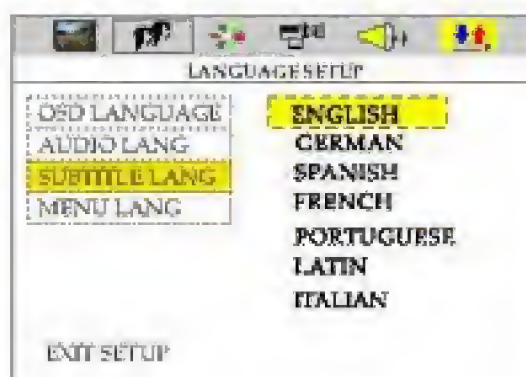 LANGUAGE SETUP
OSD LANGUAGE
AUDIO LANG
SUBTITLE LANG
MENU LANG
ENGLISH
GERMAN
SPANISH
FRENCH
PORTUGUESE
LATIN
ITALIAN
EXIT SETUP